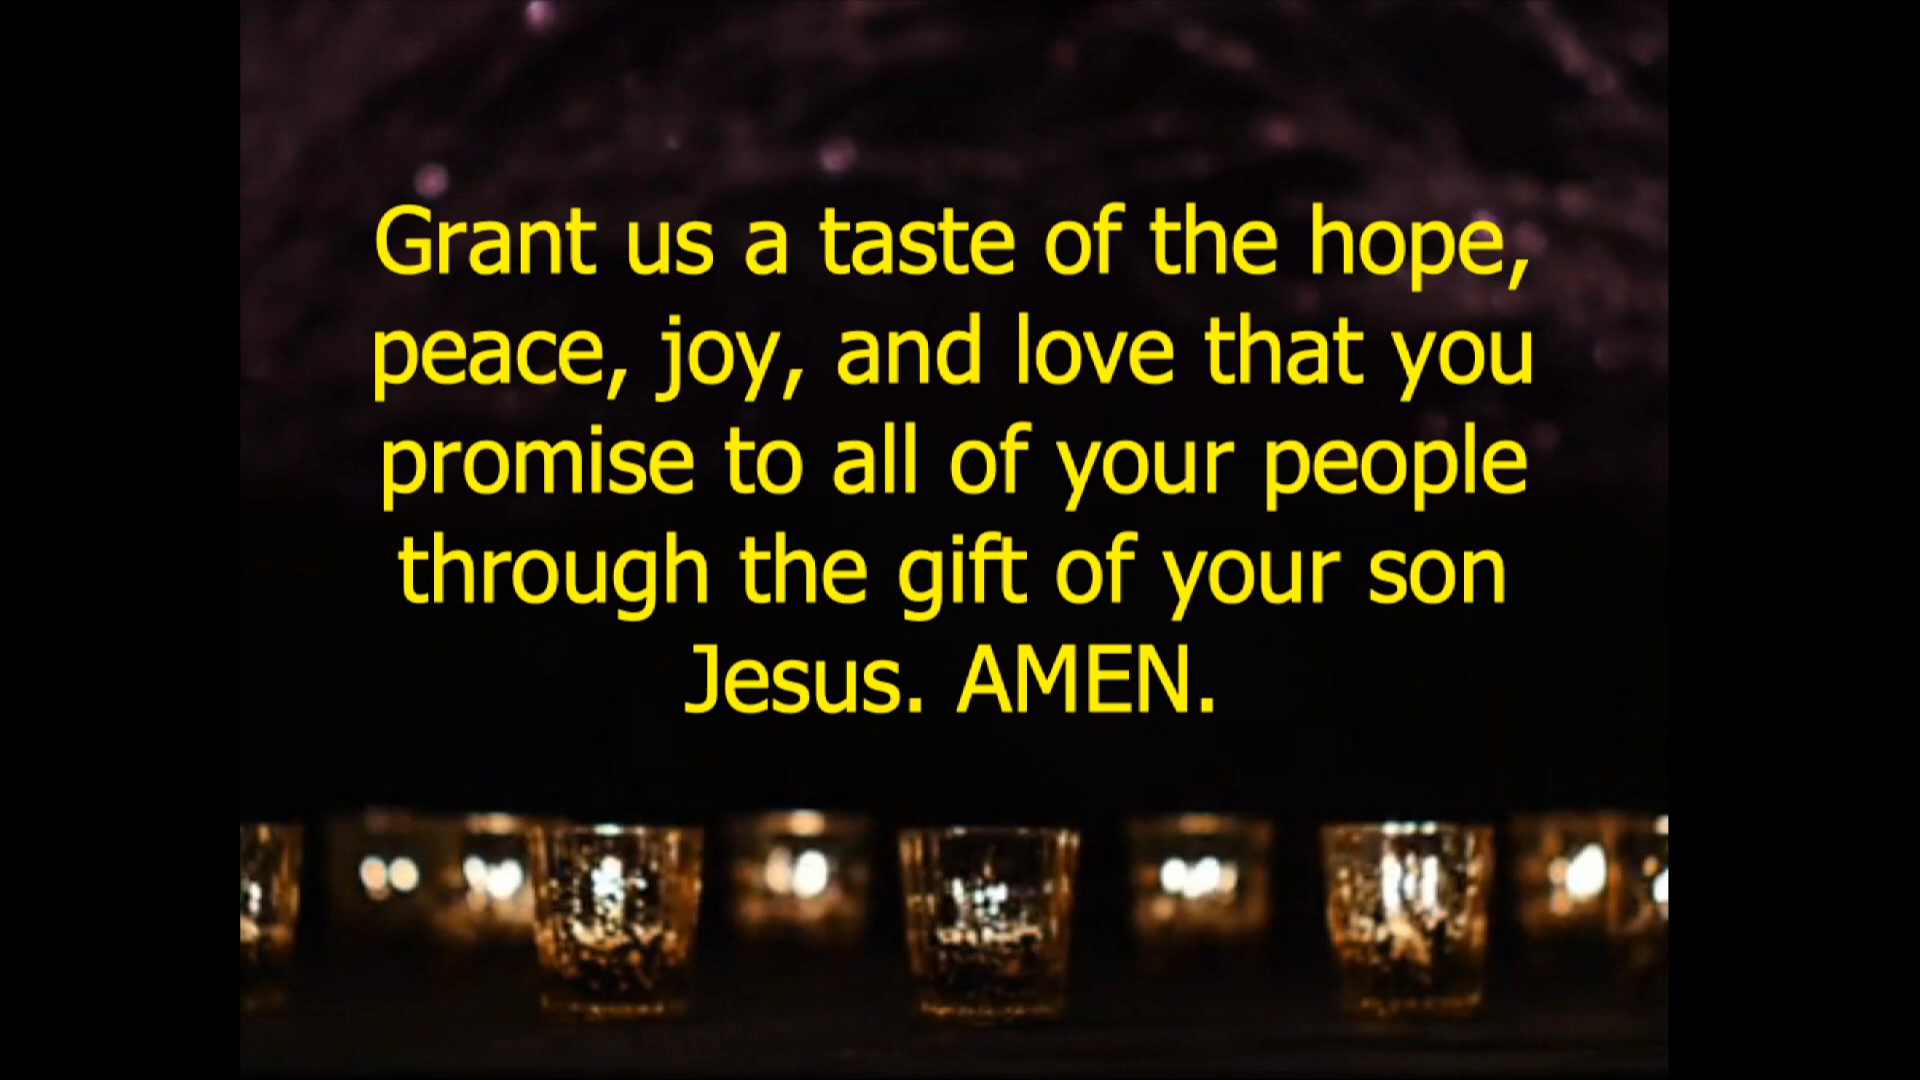 Grant us a taste of the hope,
peace, joy, and love that you
promise to all of your people
through the gift of your son
Jesus. AMEN.